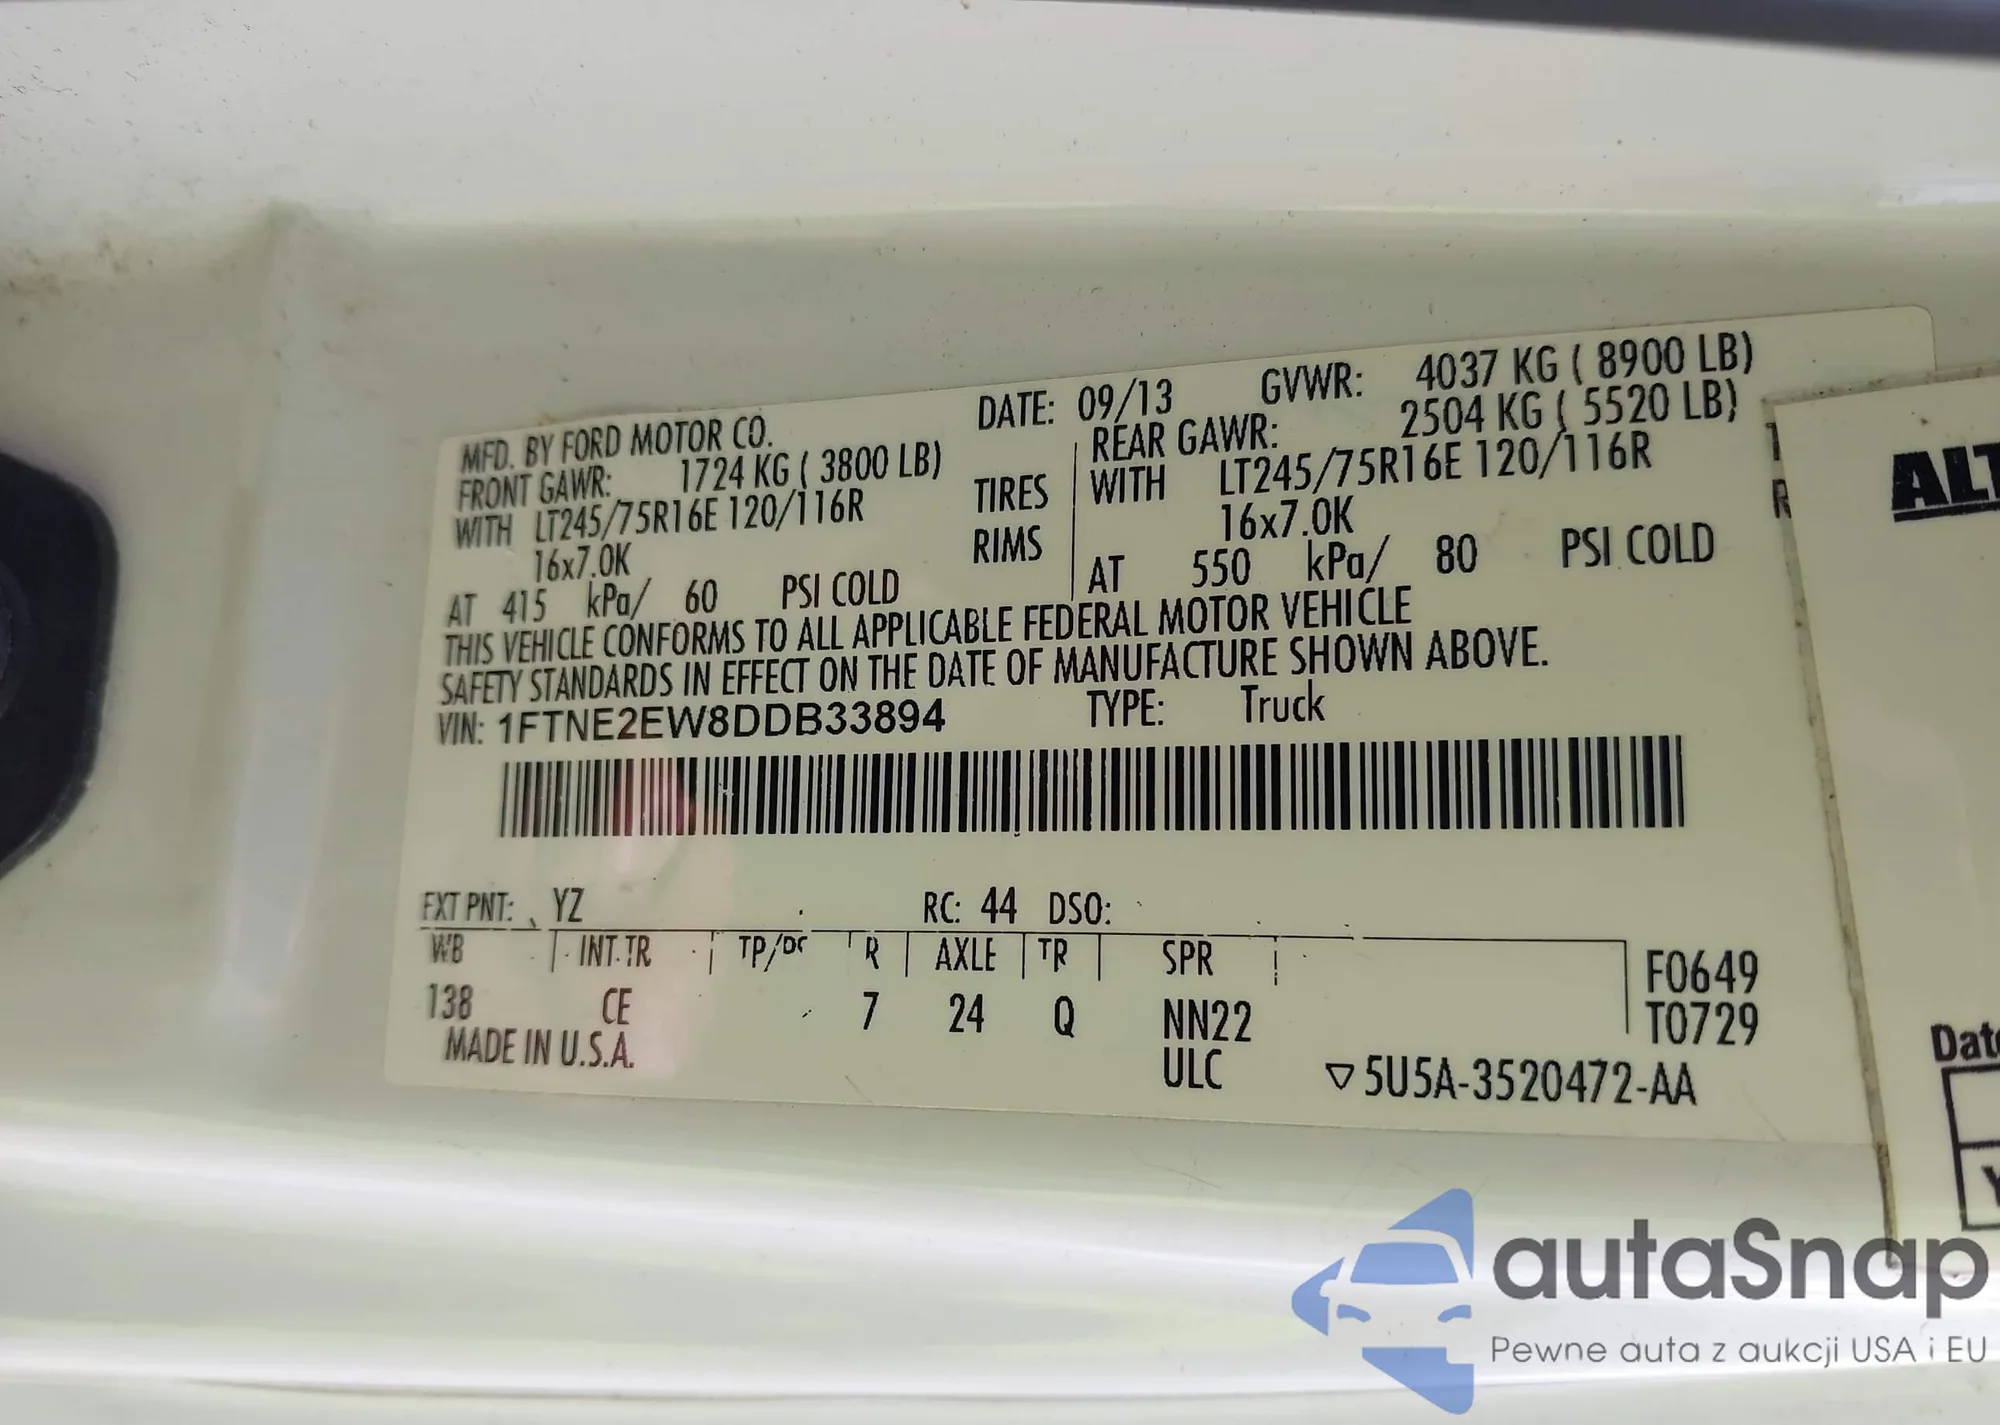 MFD. BY FORD MOTOR CO. DATE: 09/13 GVWR: 4037 KG ( 8900 LB)
FRONT GAWR: 1724 KG ( 3800 LB) REAR GAWR: 2504 KG ( 5520 LB)
WITH LT245/75R16E 120/116R TIRES WITH LT245/75R16E 120/116R
16x7.0K RIMS 16x7.0K
AT 415 kPa/ 60 PSI COLD AT 550 kPa/ 80 PSI COLD
THIS VEHICLE CONFORMS TO ALL APPLICABLE FEDERAL MOTOR VEHICLE
SAFETY STANDARDS IN EFFECT ON THE DATE OF MANUFACTURE SHOWN ABOVE.
VIN: 1FTNE2EW8DDB33894 TYPE: Truck
EXT PNT: YZ RC: 44 DSO:
WB INT TR TP/PS R AXLE TR SPR
138 CE 7 24 Q NN22
ULC
F0649
T0729
MADE IN U.S.A.
▽5U5A-3520472-AA
ALT
Date
autaSnap
Pewne auta z aukcji USA i EU